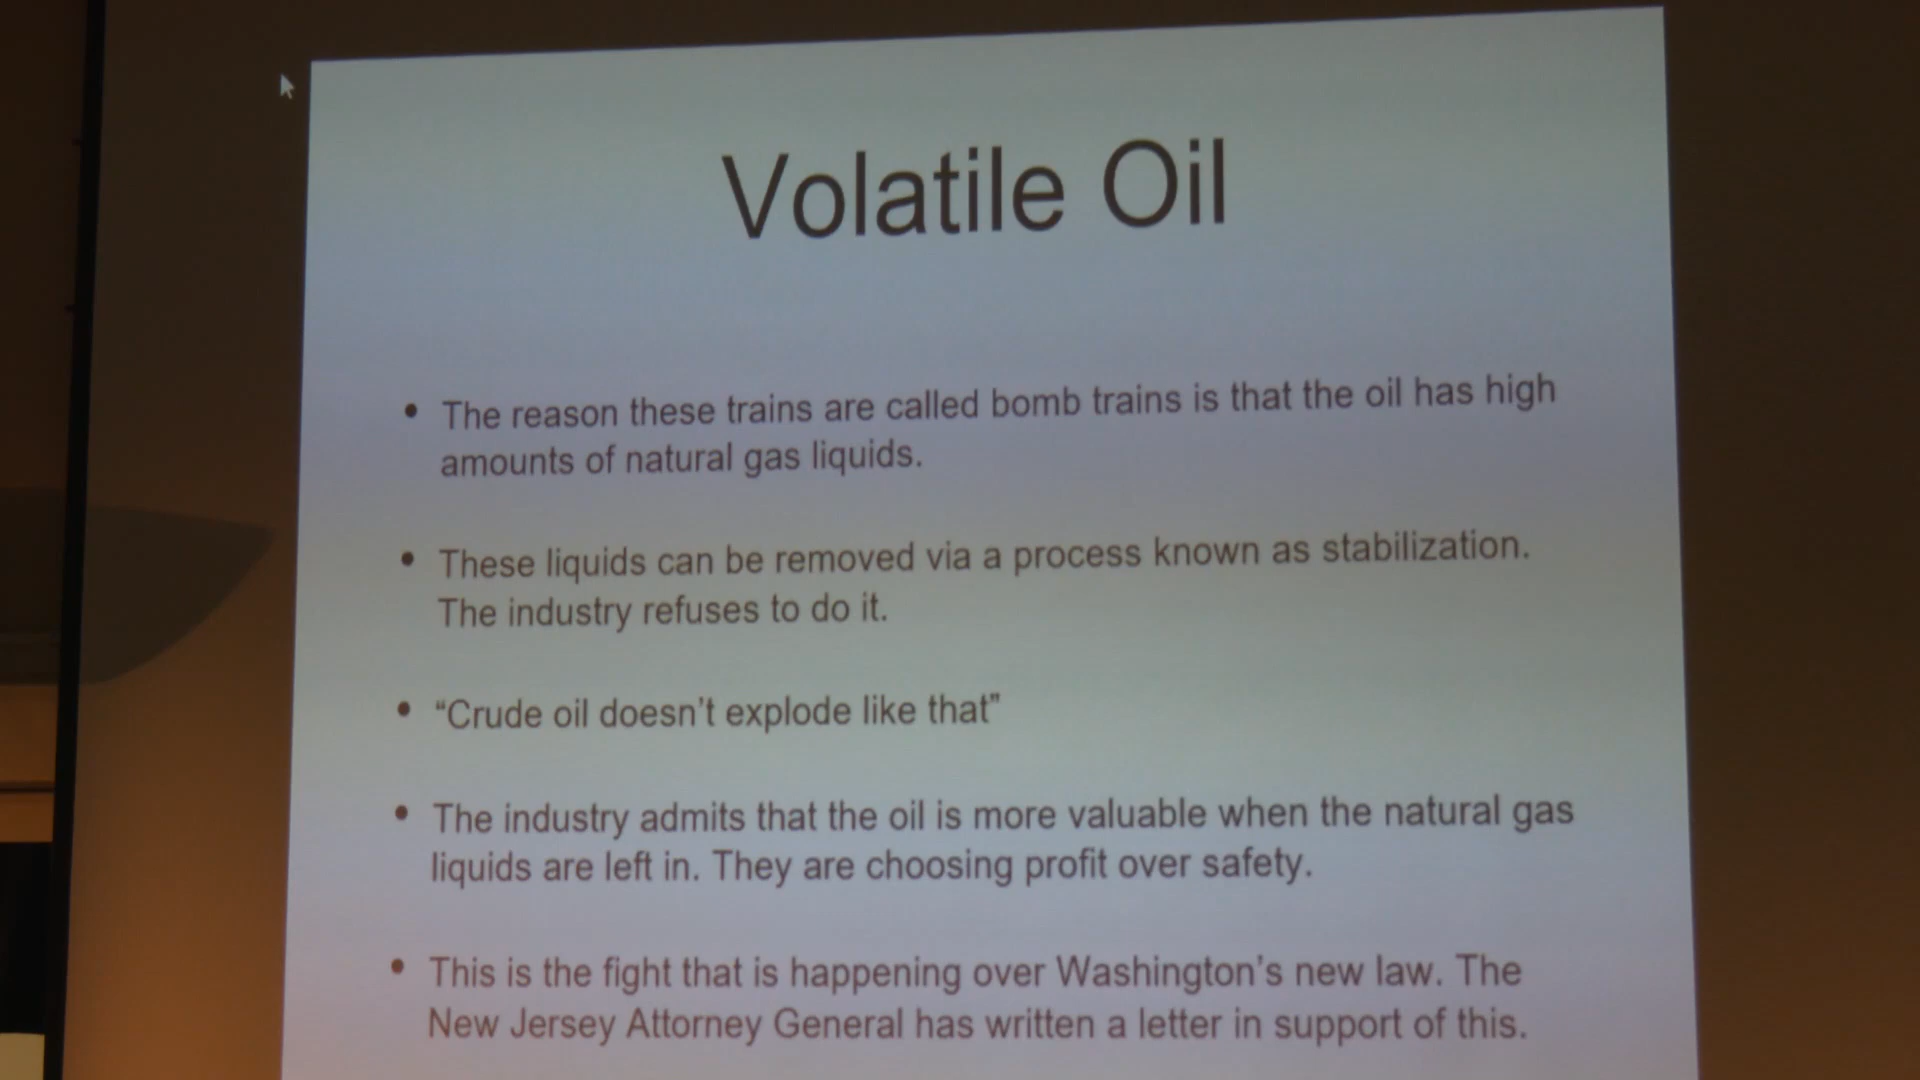 Volatile Oil
• The reason these trains are called bomb trains is that the oil has high
amounts of natural gas liquids.
• These liquids can be removed via a process known as stabilization.
The industry refuses to do it.
• “Crude oil doesn’t explode like that”
• The industry admits that the oil is more valuable when the natural gas
liquids are left in. They are choosing profit over safety.
• This is the fight that is happening over Washington’s new law. The
New Jersey Attorney General has written a letter in support of this.